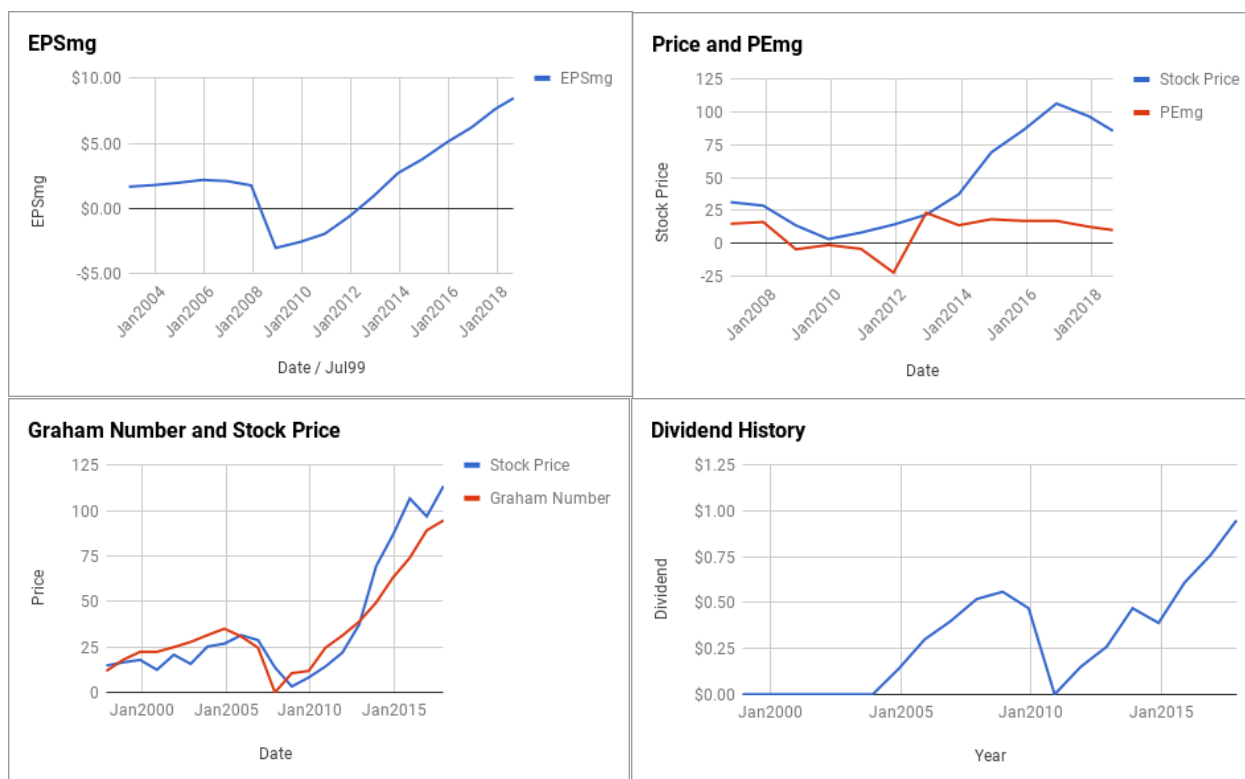 EPSmg
$10.00
$5.00
$0.00
-$5.00
EPSmg
EPSmg
Jan2004
Jan2006
Jan2008
Jan2010
Jan2012
Jan2014
Jan2016
Jan2018
Date / Jul99
Price and PEmg
125
100
75
50
25
0
-25
Stock Price
Stock Price
PEmg
Jan2008
Jan2010
Jan2012
Jan2014
Jan2016
Jan2018
Date
Graham Number and Stock Price
125
100
75
50
25
0
Price
Stock Price
Graham Number
Jan2000
Jan2005
Jan2010
Jan2015
Date
Dividend History
$1.25
$1.00
$0.75
$0.50
$0.25
$0.00
Dividend
Jan2000
Jan2005
Jan2010
Jan2015
Year